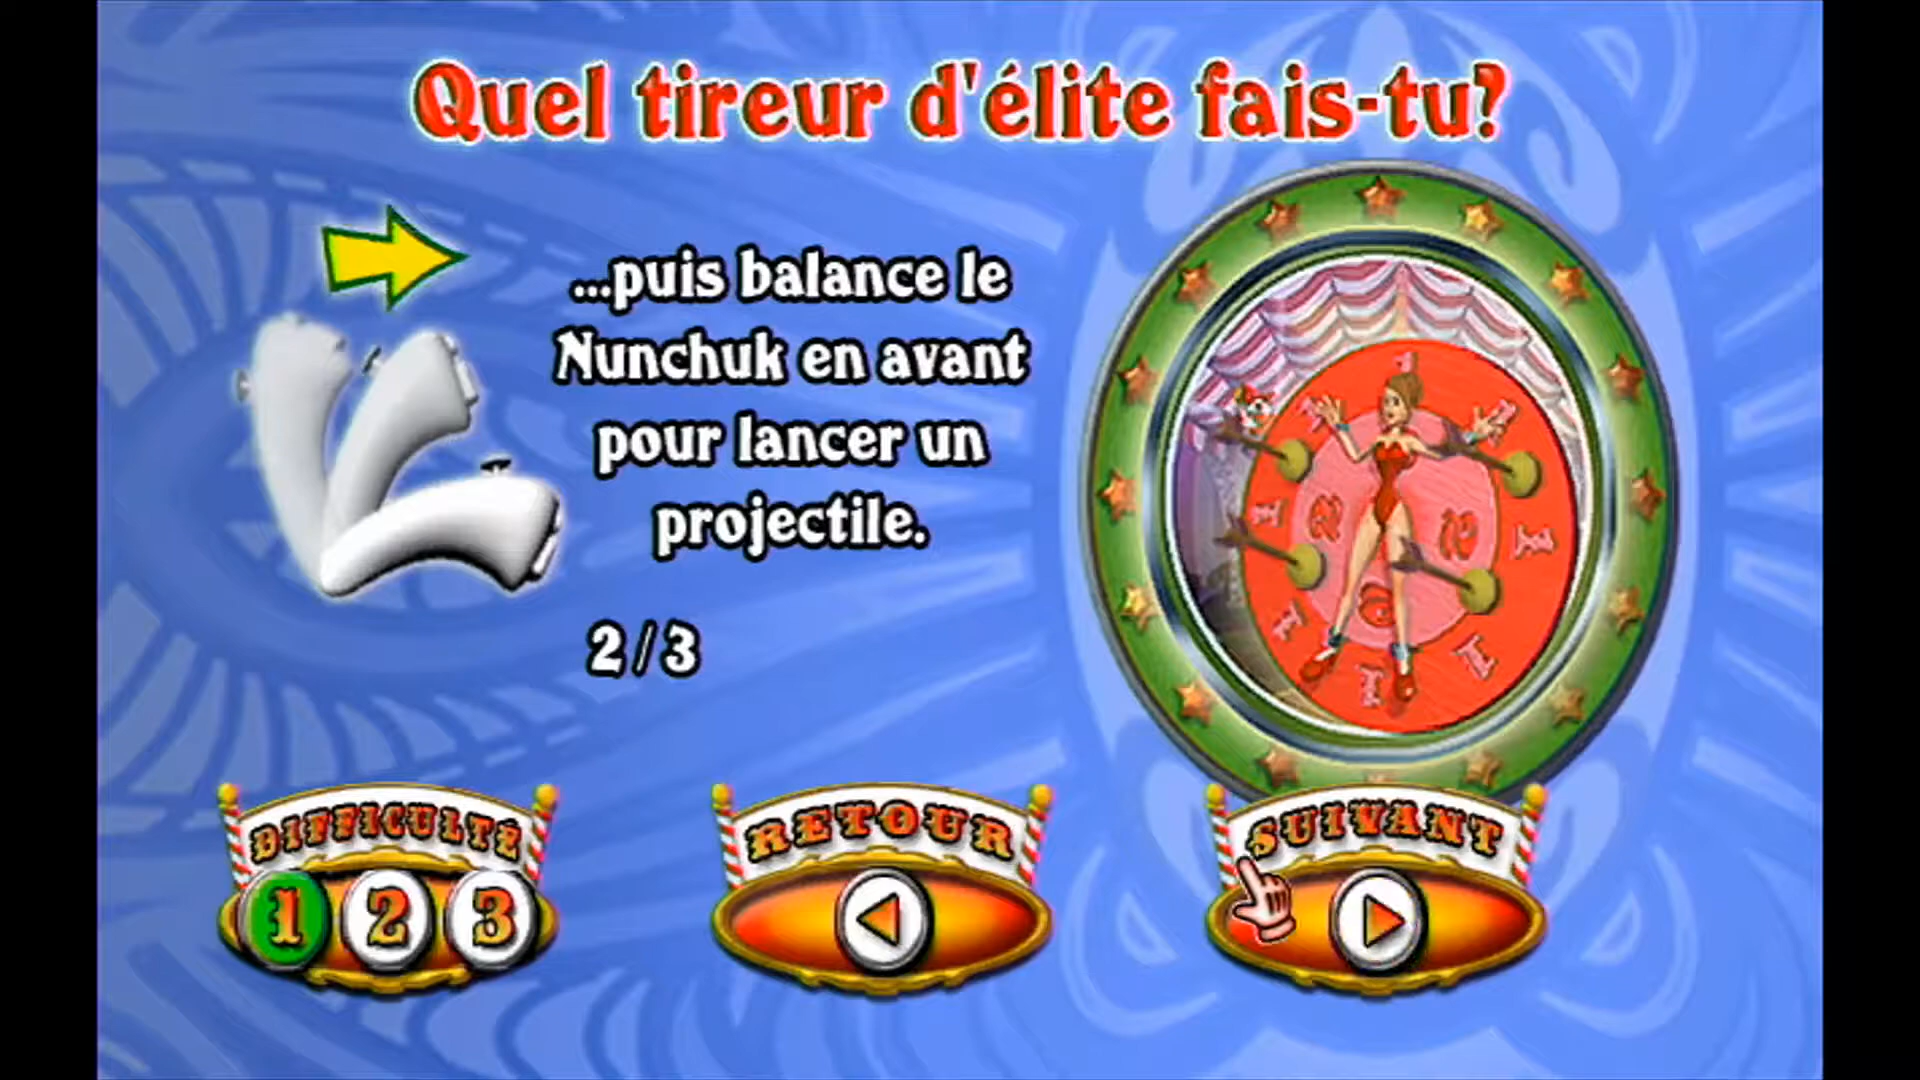 Quel tireur d'élite fais-tu?
...puis balance le
Nunchuk en avant
pour lancer un
projectile.
2 / 3
DIFFICULTÉ
1 2 3
RETOUR
SUIVANT